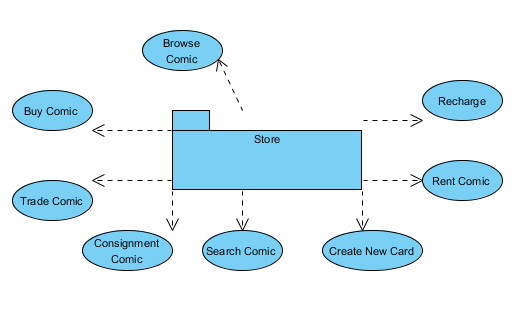 Browse
Comic
Buy Comic
Recharge
Store
Trade Comic
Rent Comic
Consignment
Comic
Search Comic
Create New Card